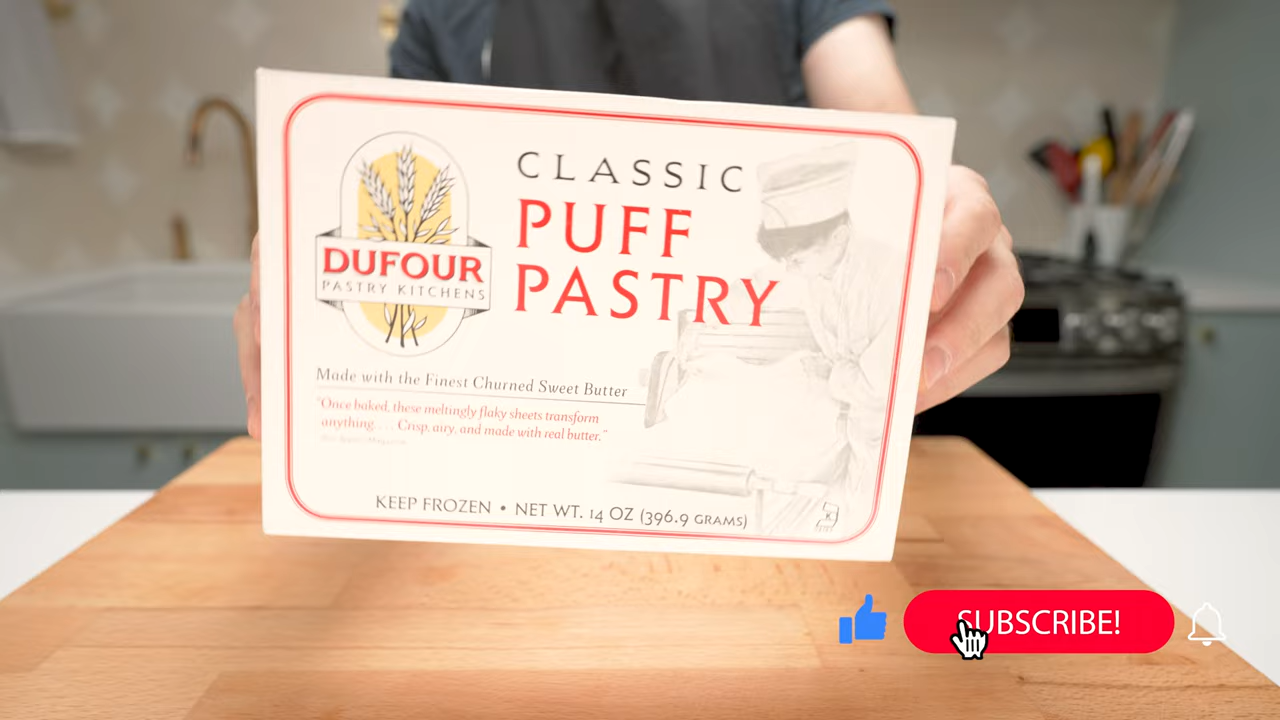 CLASSIC
PUFF
PASTRY
DUFOUR
PASTRY KITCHENS
Made with the Finest Churned Sweet Butter
"Once baked, these meltingly flaky sheets transform
anything.... Crisp, airy, and made with real butter."
KEEP FROZEN • NET WT. 14 OZ (396.9 GRAMS)
SUBSCRIBE!